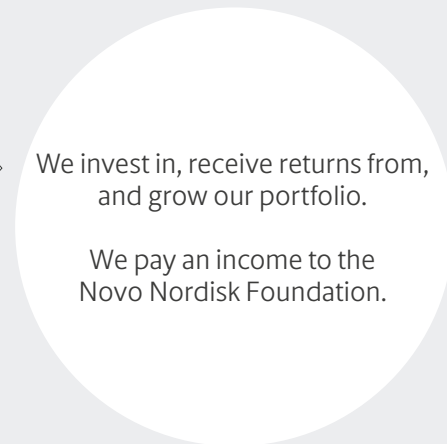 We invest in, receive returns from,
and grow our portfolio.
We pay an income to the
Novo Nordisk Foundation.